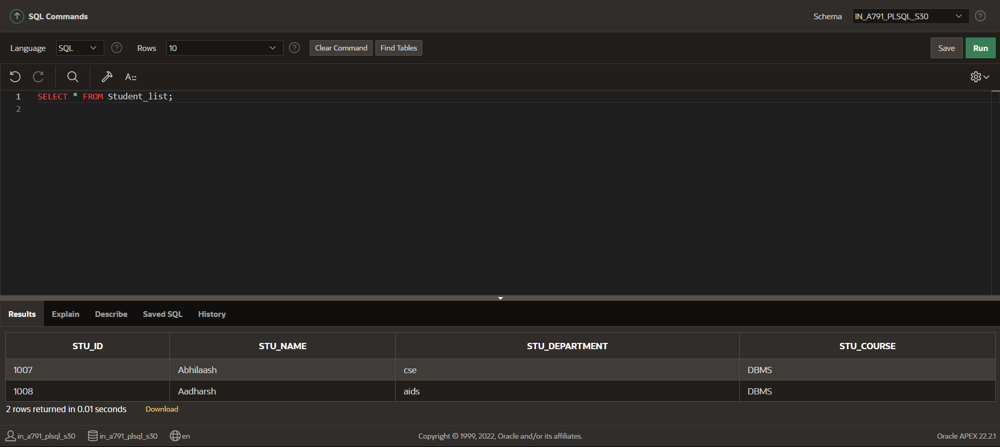 SQL Commands Schema IN_A791_PLSQL_S30
Language SQL Rows 10 Clear Command Find Tables Save Run
A::
1 SELECT * FROM Student_list;
2
Results Explain Describe Saved SQL History
STU_ID STU_NAME STU_DEPARTMENT STU_COURSE
1007 Abhilaash cse DBMS
1008 Aadharsh aids DBMS
2 rows returned in 0.01 seconds Download
in_a791_plsql_s30 in_a791_plsql_s30 en Copyright © 1999, 2022, Oracle and/or its affiliates. Oracle APEX 22.2.1